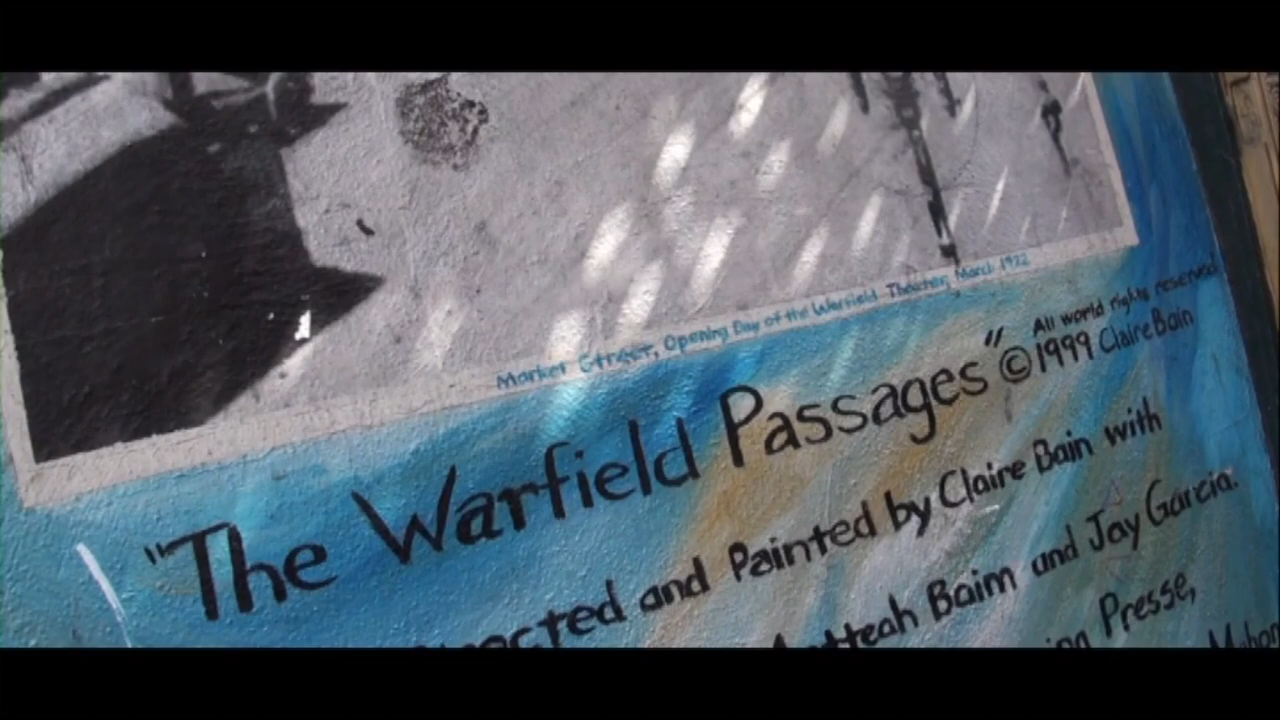 Market Street, Opening Day of the Warfield Theater, March 1922
"The Warfield Passages" © 1999 Claire Bain
All world rights reserved
and Painted by Claire Bain with
Baim and Jay Garcia.
Presse,